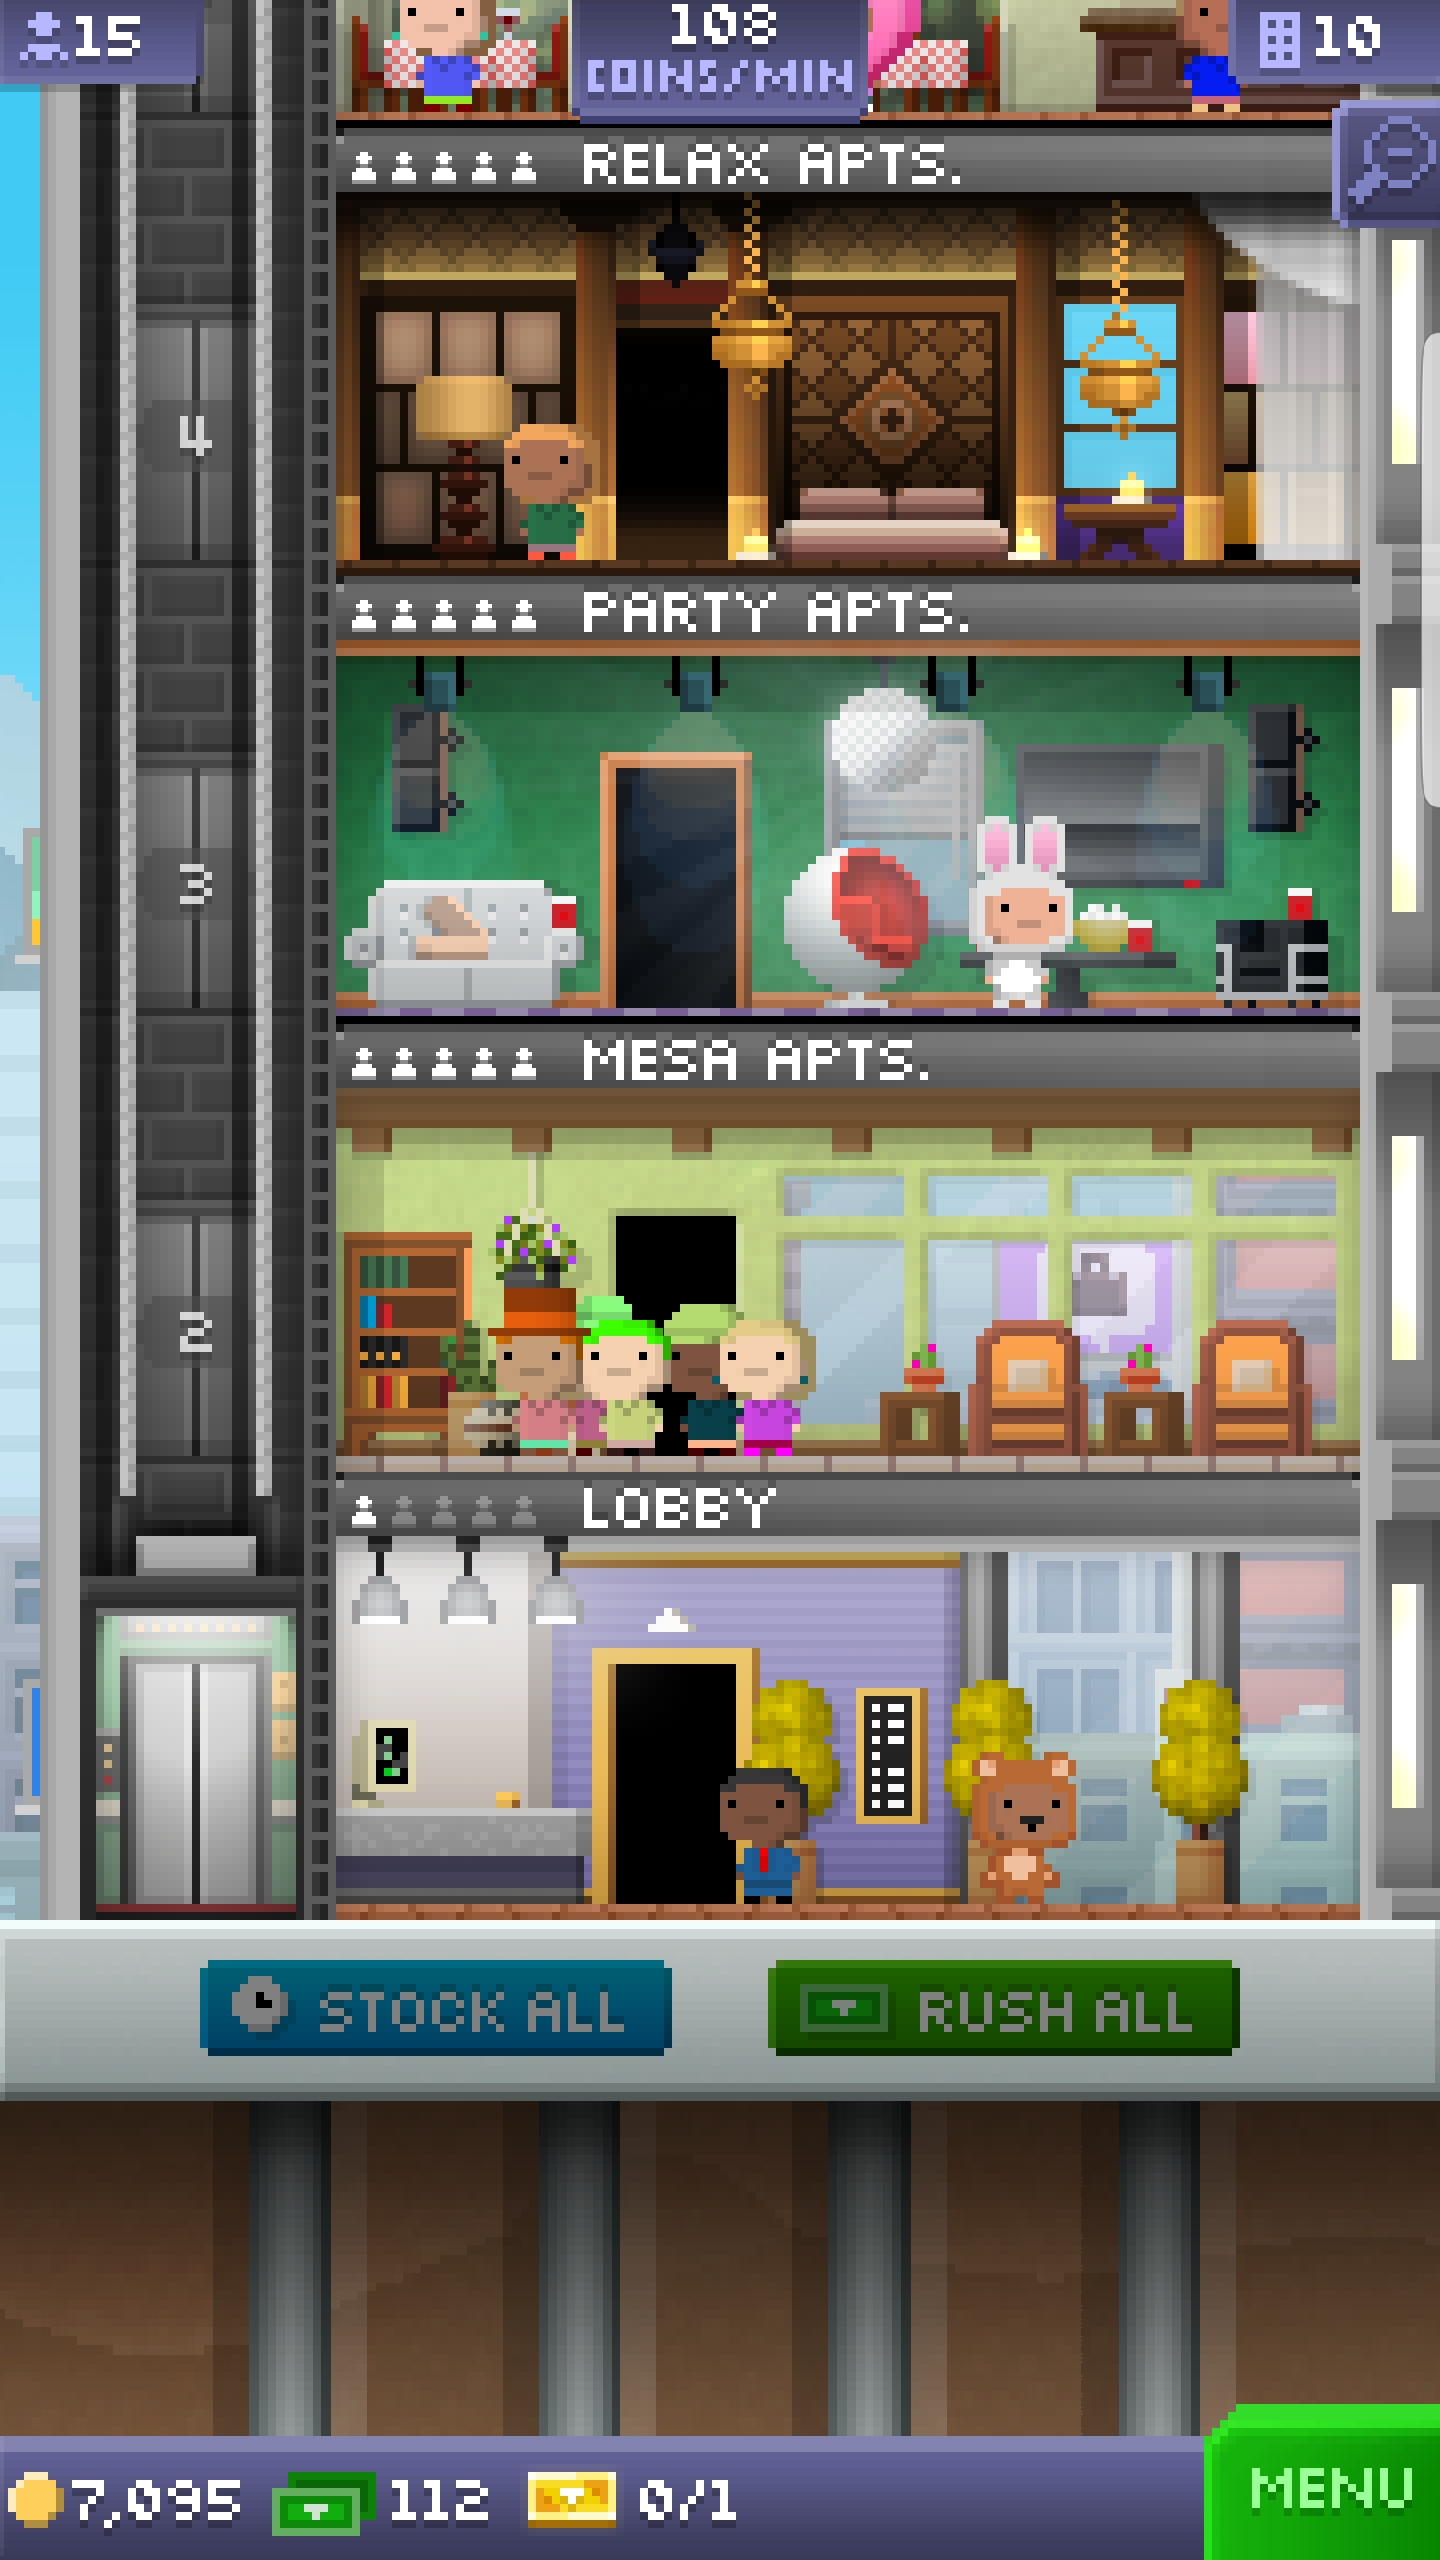 15
108
COINS/MIN
10
RELAX APTS.
4
PARTY APTS.
3
MESA APTS.
2
LOBBY
STOCK ALL
RUSH ALL
7,095
112
0/1
MENU